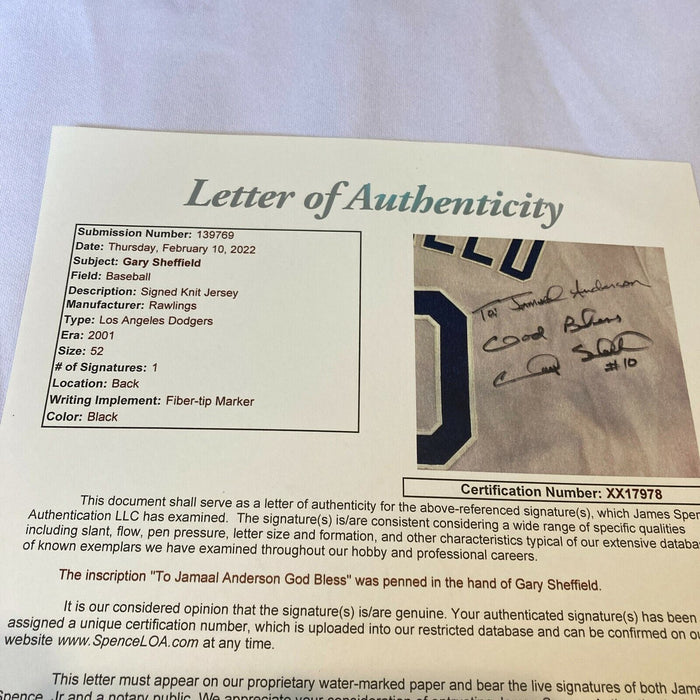 Letter of Authenticity
Submission Number: 139769
Date: Thursday, February 10, 2022
Subject: Gary Sheffield
Field: Baseball
Description: Signed Knit Jersey
Manufacturer: Rawlings
Type: Los Angeles Dodgers
Era: 2001
Size: 52
# of Signatures: 1
Location: Back
Writing Implement: Fiber-tip Marker
Color: Black
To: Jamaal Anderson
God Bless
#10
Certification Number: XX17978
This document shall serve as a letter of authenticity for the above-referenced signature(s), which James Spen
Authentication LLC has examined. The signature(s) is/are consistent considering a wide range of specific qualities
including slant, flow, pen pressure, letter size and formation, and other characteristics typical of our extensive databa
of known exemplars we have examined throughout our hobby and professional careers.
The inscription "To Jamaal Anderson God Bless" was penned in the hand of Gary Sheffield.
It is our considered opinion that the signature(s) is/are genuine. Your authenticated signature(s) has been
assigned a unique certification number, which is uploaded into our restricted database and can be confirmed on ou
website www.SpenceLOA.com at any time.
This letter must appear on our proprietary water-marked paper and bear the live signatures of both
Spence, Jr and a notary public. We appreciate your consideration of